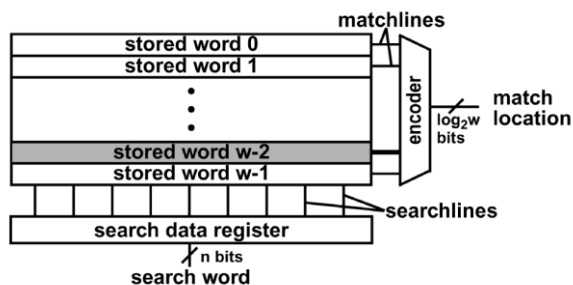 matchlines
stored word 0
stored word 1
encoder
match
location
log₂w
bits
stored word w-2
stored word w-1
searchlines
search data register
n bits
search word